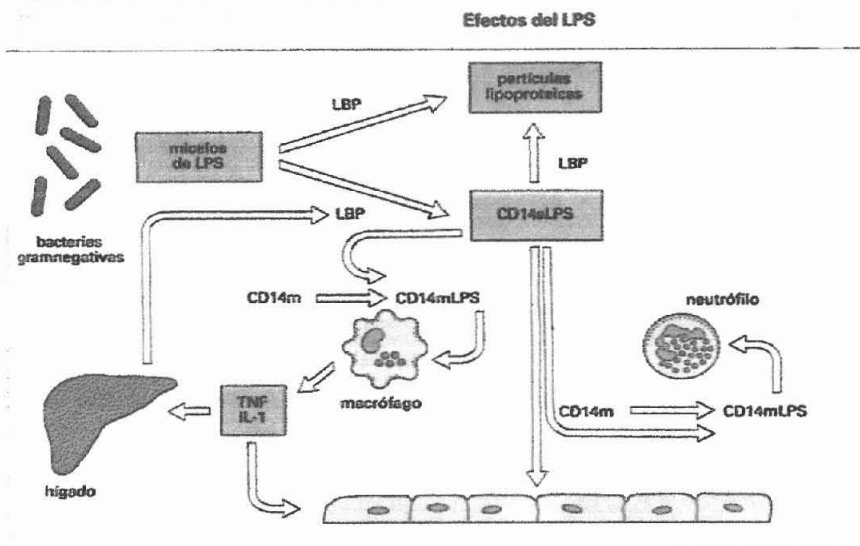 Efectos del LPS
partículas
lipoproteicas
LBP
micelos
de LPS
LBP
CD14sLPS
LBP
bacterias
gramnegativas
CD14m
CD14mLPS
neutrófilo
macrófago
TNF
IL-1
CD14m
CD14mLPS
hígado